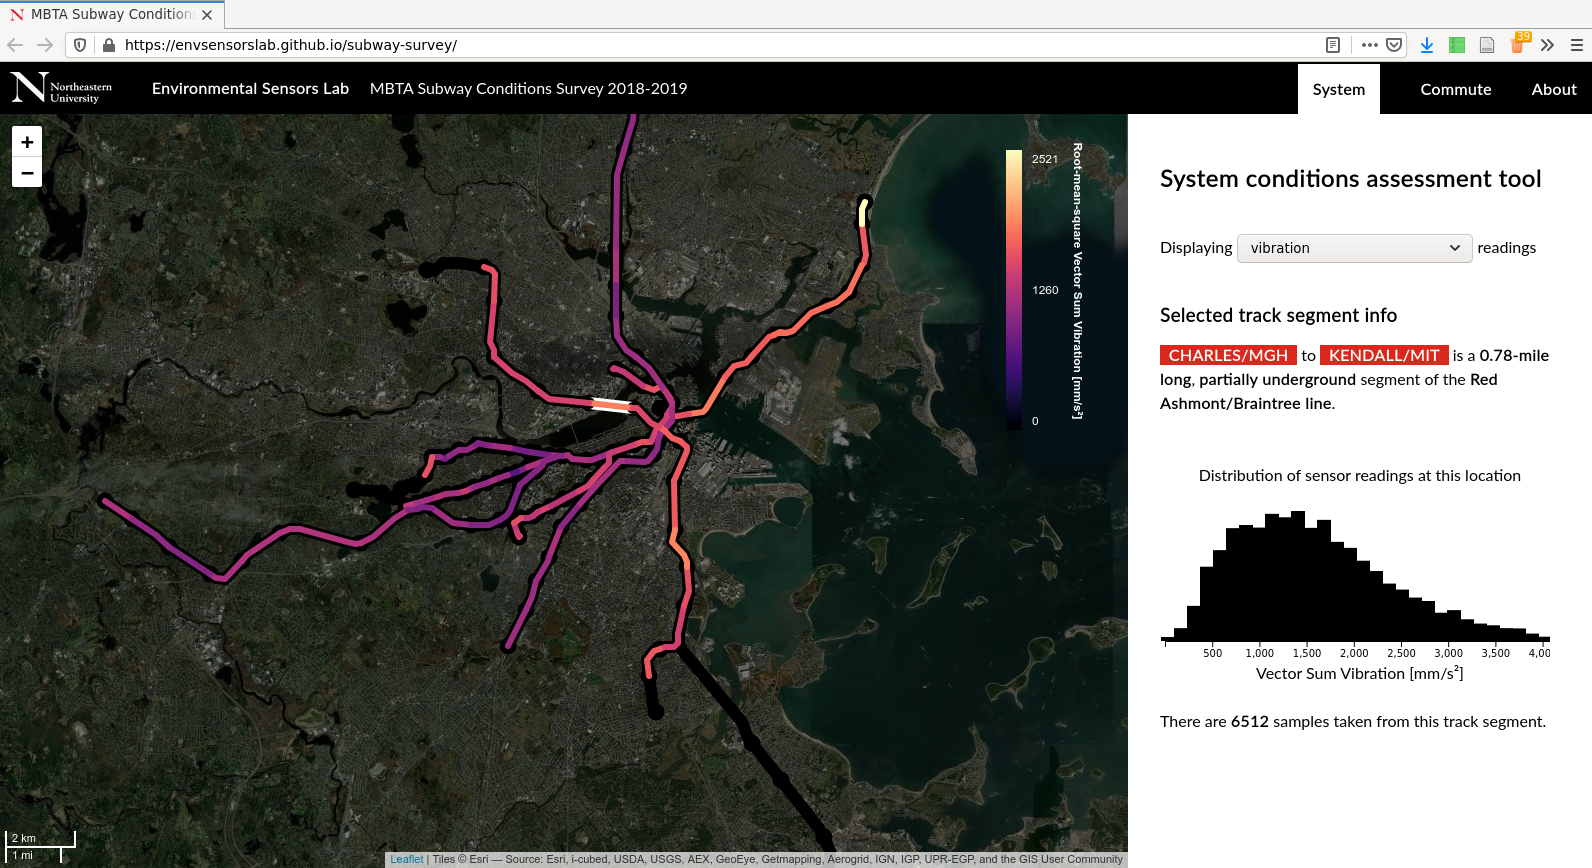 MBTA Subway Conditions
https://envsensorslab.github.io/subway-survey/
39
Northeastern
University
Environmental Sensors Lab
MBTA Subway Conditions Survey 2018-2019
System
Commute
About
+
−
2521
1260
0
Root-mean-square Vector Sum Vibration [mm/s²]
2 km
1 mi
Leaflet | Tiles © Esri — Source: Esri, i-cubed, USDA, USGS, AEX, GeoEye, Getmapping, Aerogrid, IGN, IGP, UPR-EGP, and the GIS User Community
System conditions assessment tool
Displaying vibration readings
Selected track segment info
CHARLES/MGH to KENDALL/MIT is a 0.78-mile
long, partially underground segment of the Red
Ashmont/Braintree line.
Distribution of sensor readings at this location
500 1,000 1,500 2,000 2,500 3,000 3,500 4,00
Vector Sum Vibration [mm/s²]
There are 6512 samples taken from this track segment.